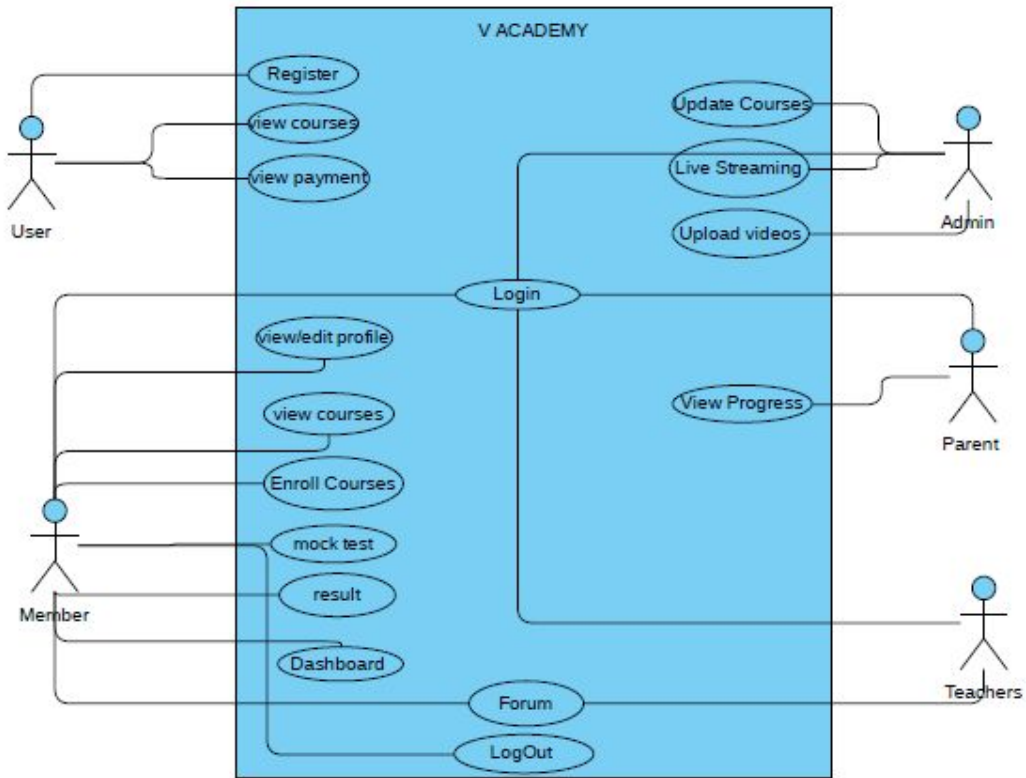 V ACADEMY
Register
Update Courses
view courses
Live Streaming
view payment
User
Admin
Upload videos
Login
view/edit profile
view courses
View Progress
Parent
Enroll Courses
mock test
result
Member
Dashboard
Forum
Teachers
LogOut